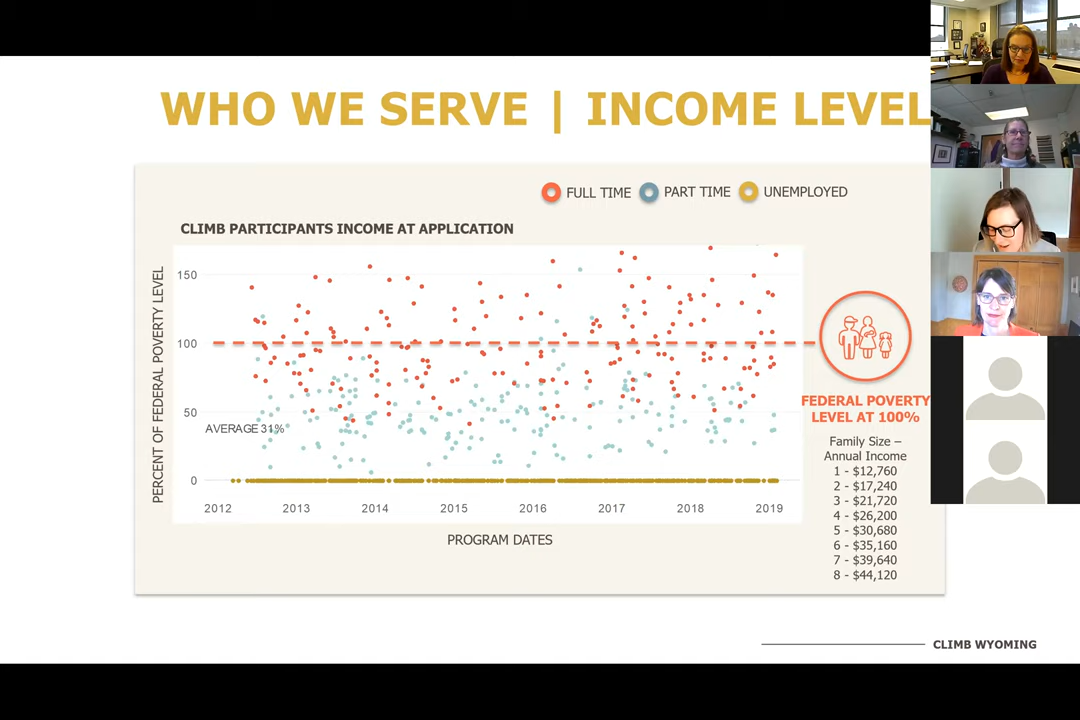 WHO WE SERVE | INCOME LEVEL
FULL TIME
PART TIME
UNEMPLOYED
CLIMB PARTICIPANTS INCOME AT APPLICATION
PERCENT OF FEDERAL POVERTY LEVEL
150
100
50
AVERAGE 31%
0
2012 2013 2014 2015 2016 2017 2018 2019
PROGRAM DATES
FEDERAL POVERTY
LEVEL AT 100%
Family Size –
Annual Income
1 - $12,760
2 - $17,240
3 - $21,720
4 - $26,200
5 - $30,680
6 - $35,160
7 - $39,640
8 - $44,120
CLIMB WYOMING